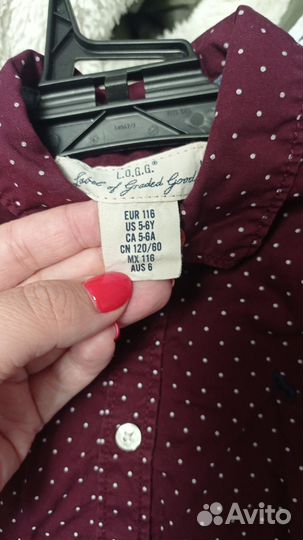 L.O.G.G.
Label of Graded Goods
EUR 116
US 5-6Y
CA 5-6A
CN 120/60
MX 116
AUS 6
Avito